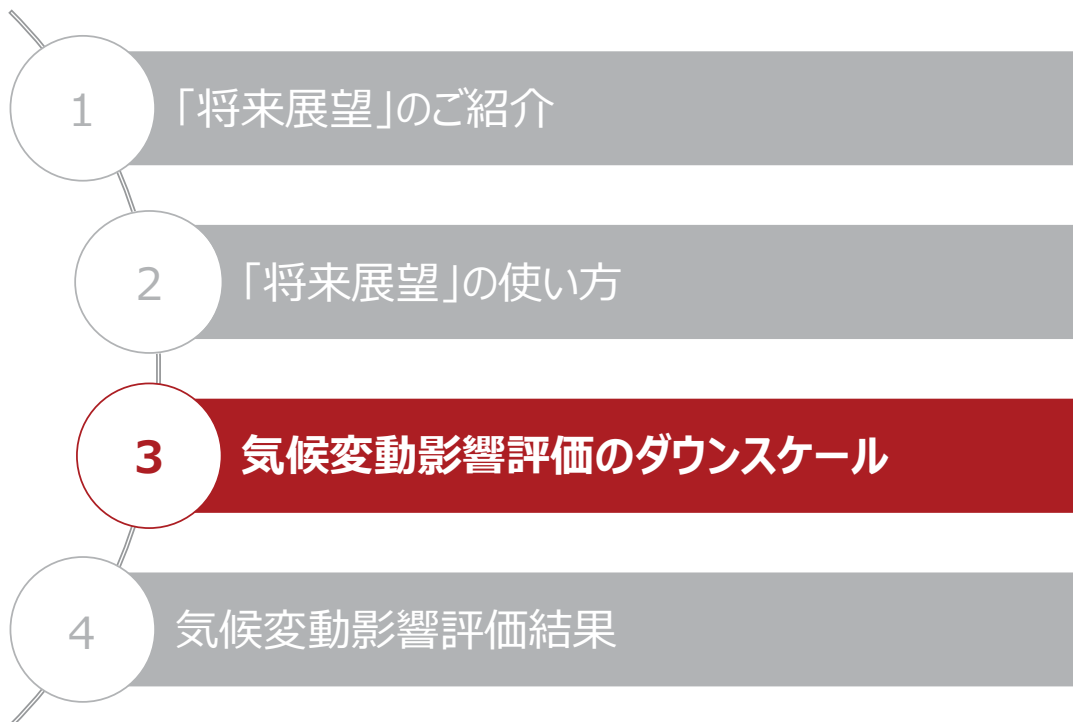 1
「将来展望」のご紹介
2
「将来展望」の使い方
3
気候変動影響評価のダウンスケール
4
気候変動影響評価結果